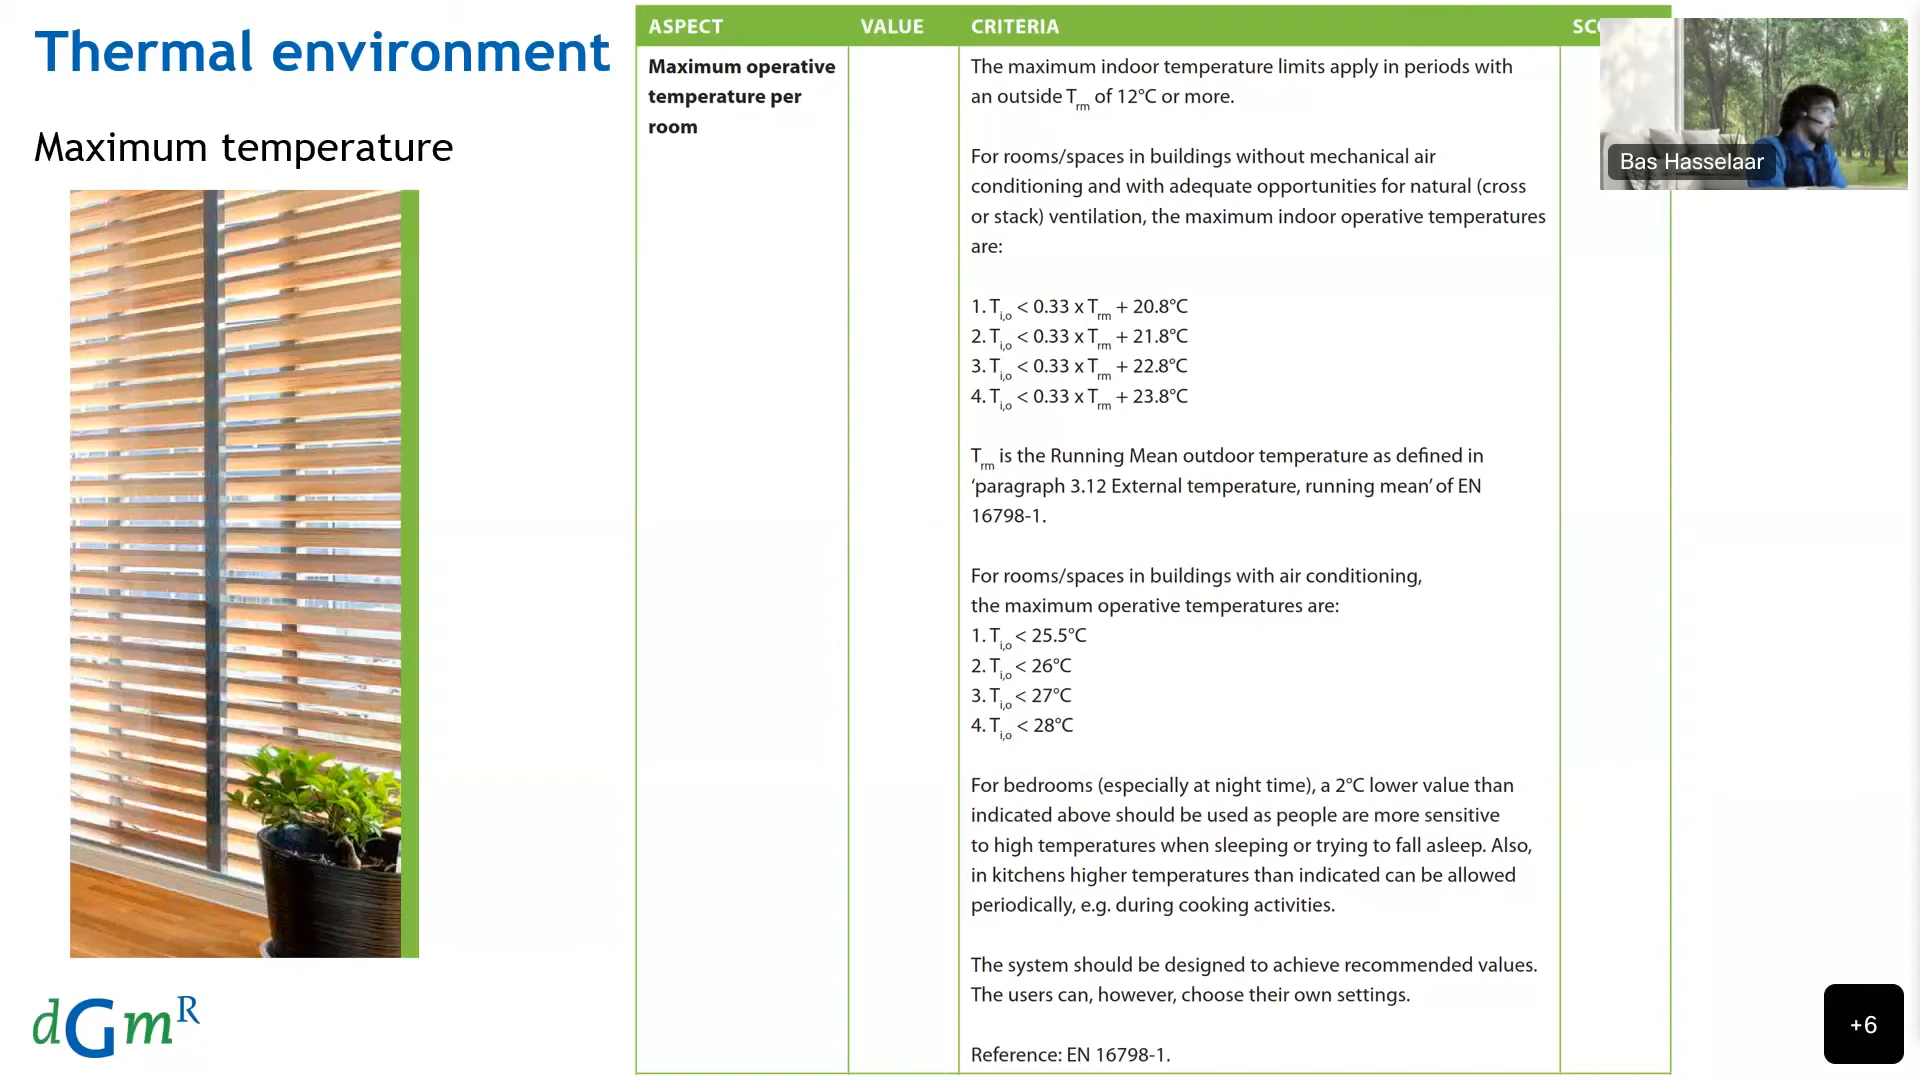 Thermal environment
Maximum temperature
dGmR
ASPECT VALUE CRITERIA
Maximum operative
temperature per
room
The maximum indoor temperature limits apply in periods with
an outside Trm of 12°C or more.
For rooms/spaces in buildings without mechanical air
conditioning and with adequate opportunities for natural (cross
or stack) ventilation, the maximum indoor operative temperatures
are:
1. Ti,o < 0.33 x Trm + 20.8°C
2. Ti,o < 0.33 x Trm + 21.8°C
3. Ti,o < 0.33 x Trm + 22.8°C
4. Ti,o < 0.33 x Trm + 23.8°C
Trm is the Running Mean outdoor temperature as defined in
‘paragraph 3.12 External temperature, running mean’ of EN
16798-1.
For rooms/spaces in buildings with air conditioning,
the maximum operative temperatures are:
1. Ti,o < 25.5°C
2. Ti,o < 26°C
3. Ti,o < 27°C
4. Ti,o < 28°C
For bedrooms (especially at night time), a 2°C lower value than
indicated above should be used as people are more sensitive
to high temperatures when sleeping or trying to fall asleep. Also,
in kitchens higher temperatures than indicated can be allowed
periodically, e.g. during cooking activities.
The system should be designed to achieve recommended values.
The users can, however, choose their own settings.
Reference: EN 16798-1.
Bas Hasselaar
+6